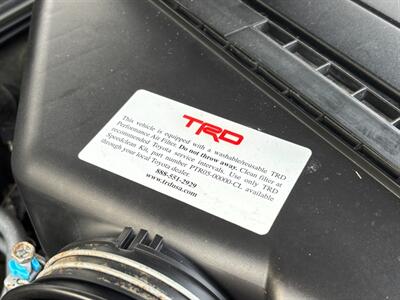 TRD
This vehicle is equipped with a washable/reusable TRD
Performance Air Filter. Do not throw away. Clean filter at
recommended Toyota service intervals. Use only TRD
Speedclean Kit, part number PTR03-00000-CL available
through your local Toyota dealer.
888-531-2929
www.trdusa.com